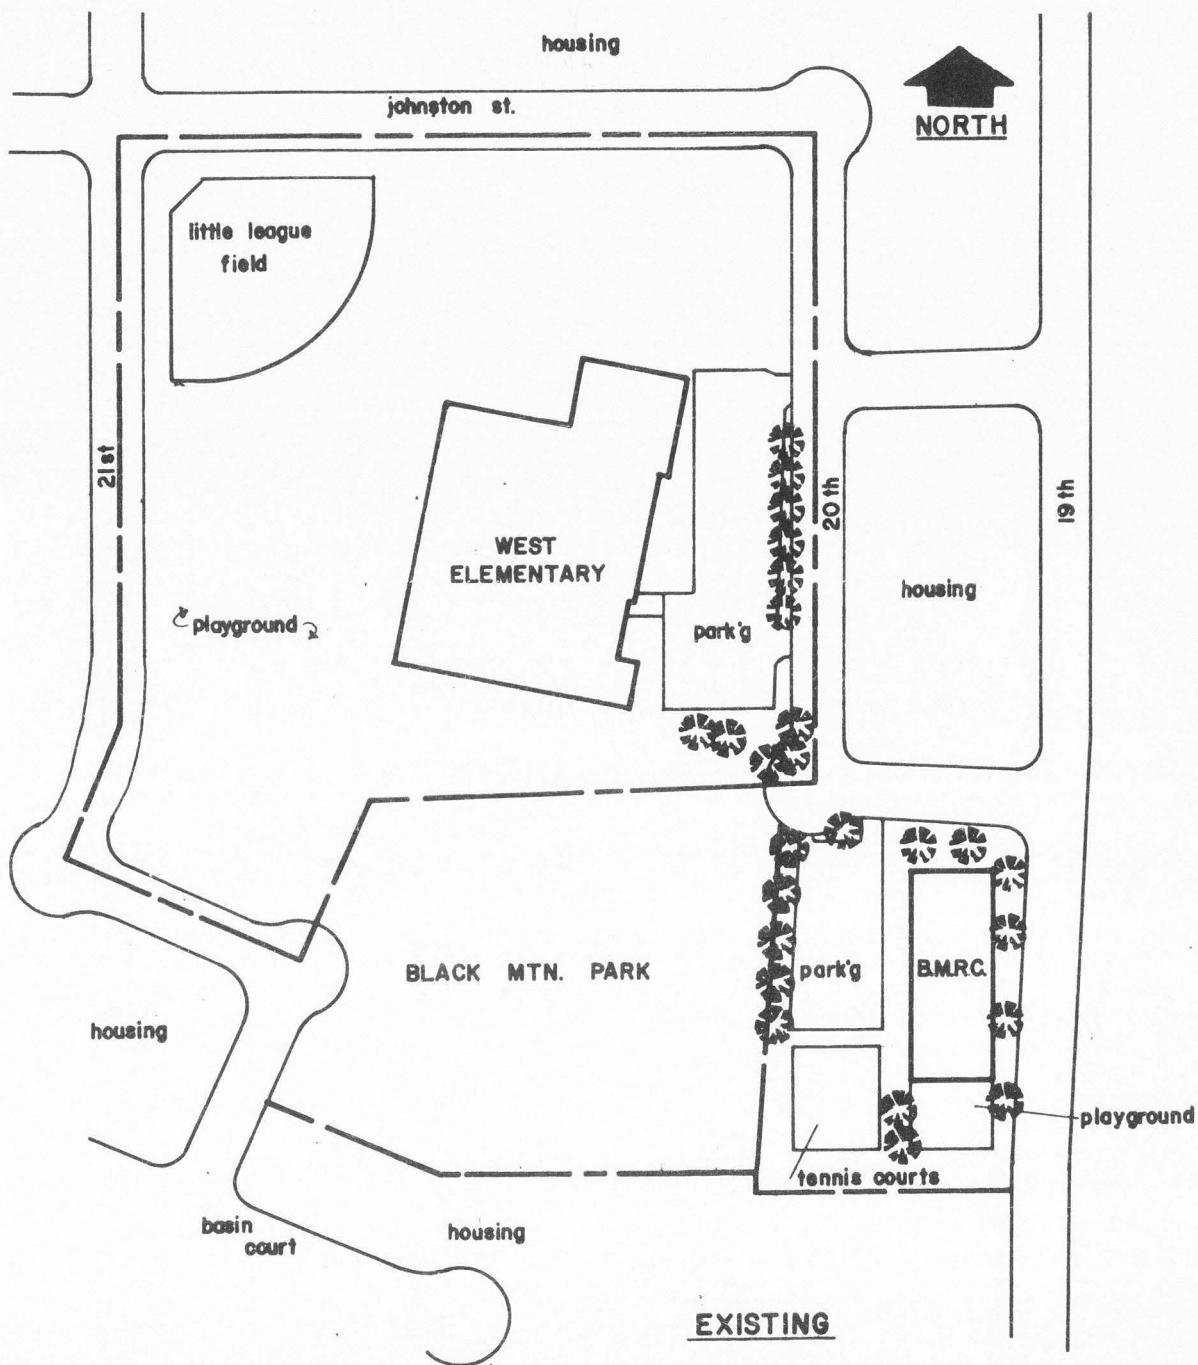 housing
johnston st.
NORTH
little league
field
21st
20th
19th
WEST
ELEMENTARY
housing
playground
park'g
BLACK MTN. PARK
park'g
B.M.R.C.
housing
playground
tennis courts
basin
court
housing
EXISTING